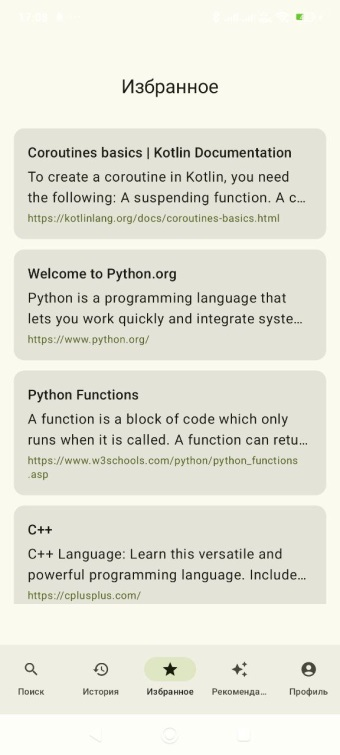 Избранное
Coroutines basics | Kotlin Documentation
To create a coroutine in Kotlin, you need
the following: A suspending function. A c...
https://kotlinlang.org/docs/coroutines-basics.html
Welcome to Python.org
Python is a programming language that
lets you work quickly and integrate syste...
https://www.python.org/
Python Functions
A function is a block of code which only
runs when it is called. A function can retu...
https://www.w3schools.com/python/python_functions
.asp
C++
C++ Language: Learn this versatile and
powerful programming language. Include...
https://cplusplus.com/
Поиск
История
Избранное
Рекоменда...
Профиль